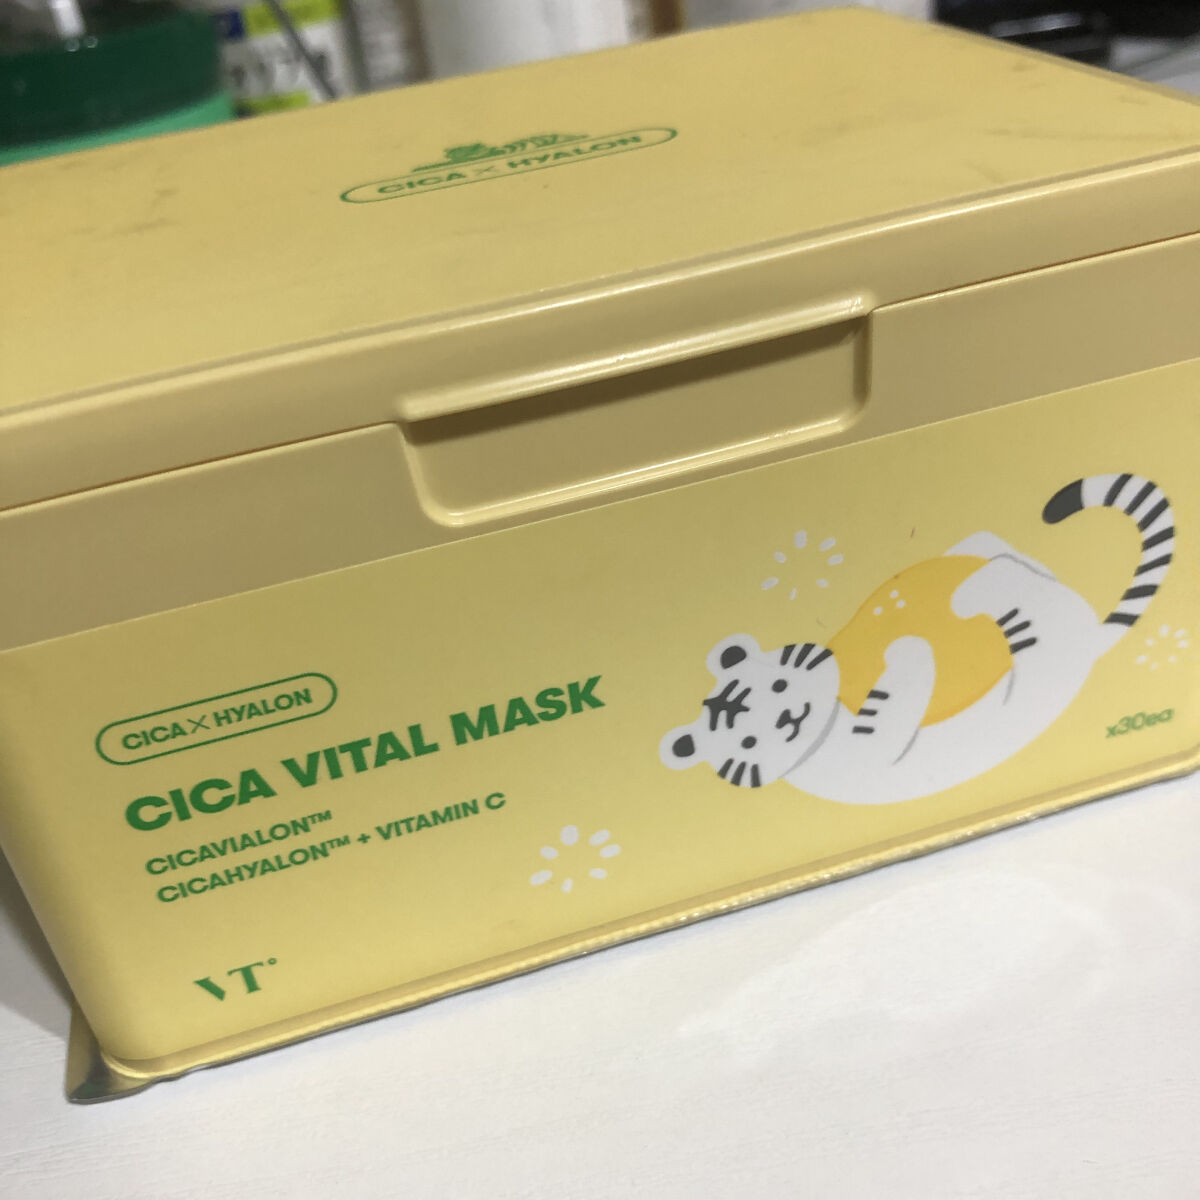 CICA × HYALON
CICA × HYALON
CICA VITAL MASK
CICAVIALON™
CICAHYALON™ + VITAMIN C
x30ea
VT°